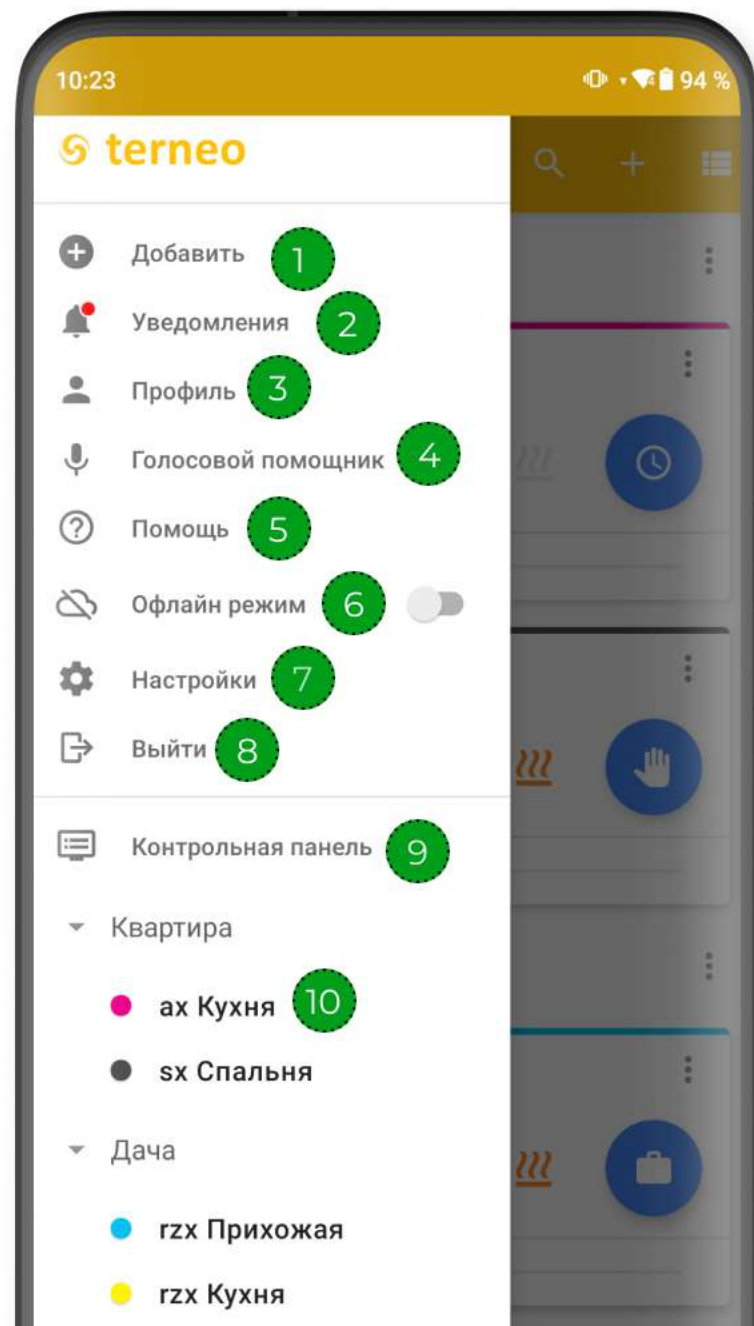 10:23 94 %
terneo
Добавить 1
Уведомления 2
Профиль 3
Голосовой помощник 4
Помощь 5
Офлайн режим 6
Настройки 7
Выйти 8
Контрольная панель 9
Квартира
ax Кухня 10
sx Спальня
Дача
rzx Прихожая
rzx Кухня